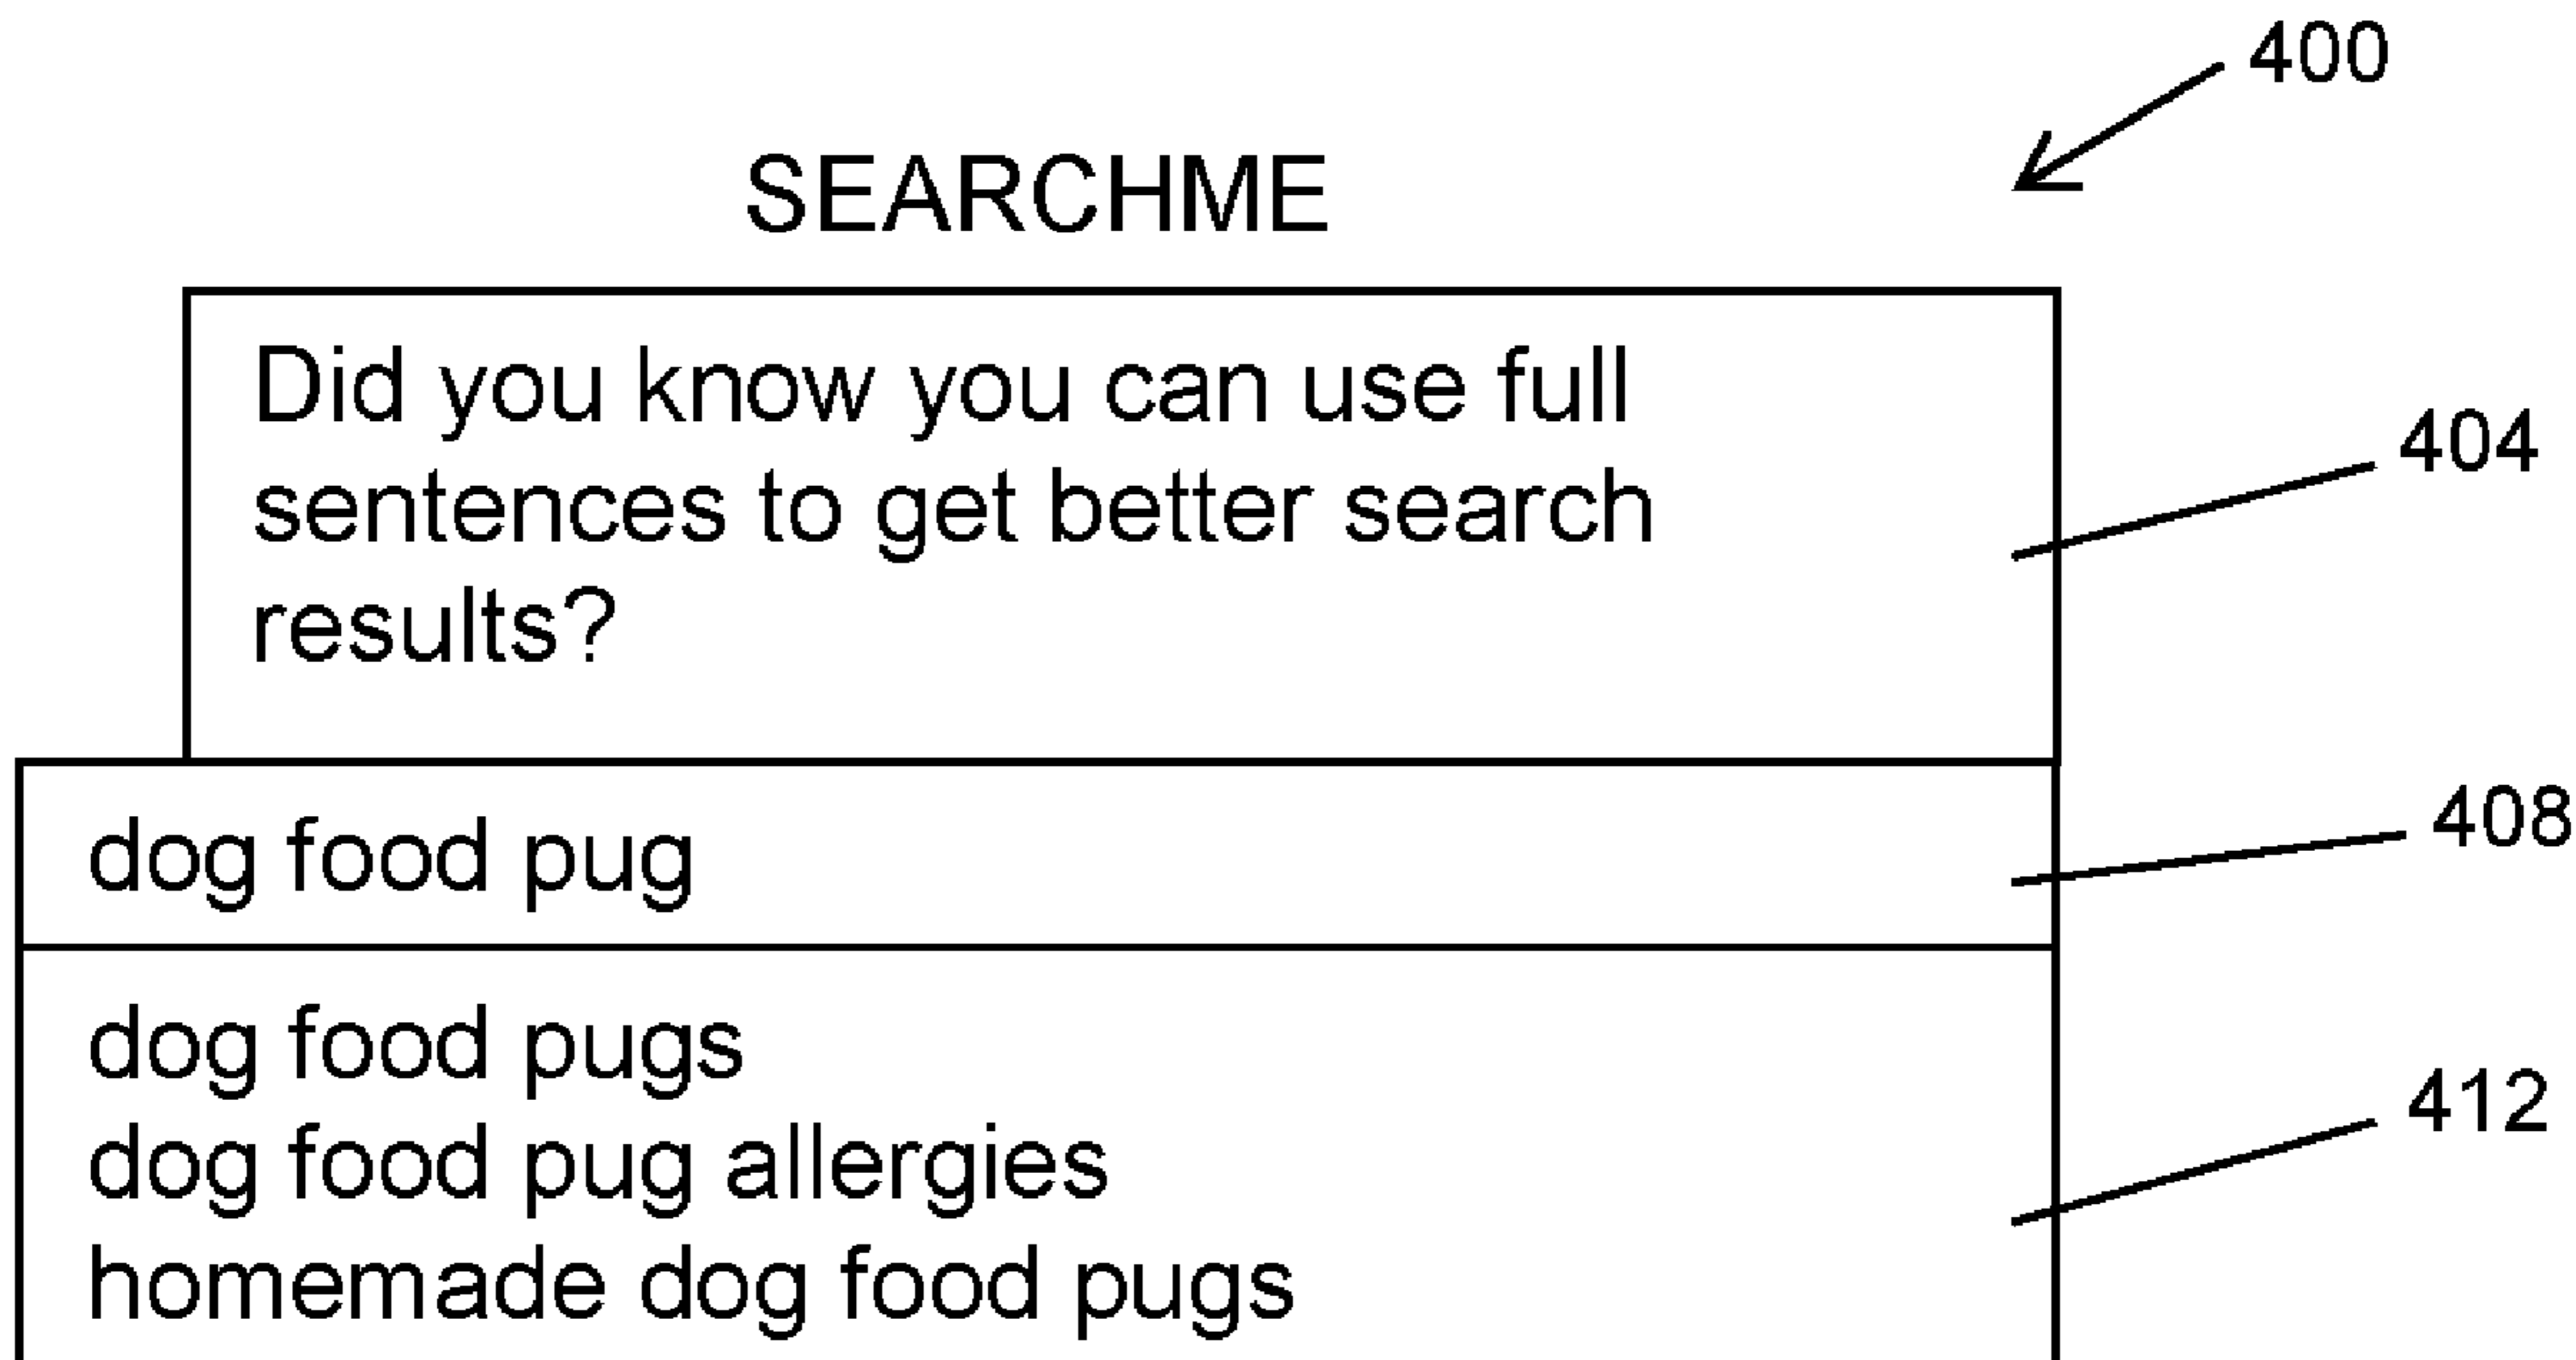 400
SEARCHME
Did you know you can use full
sentences to get better search
results?
404
dog food pug
408
dog food pugs
dog food pug allergies
homemade dog food pugs
412